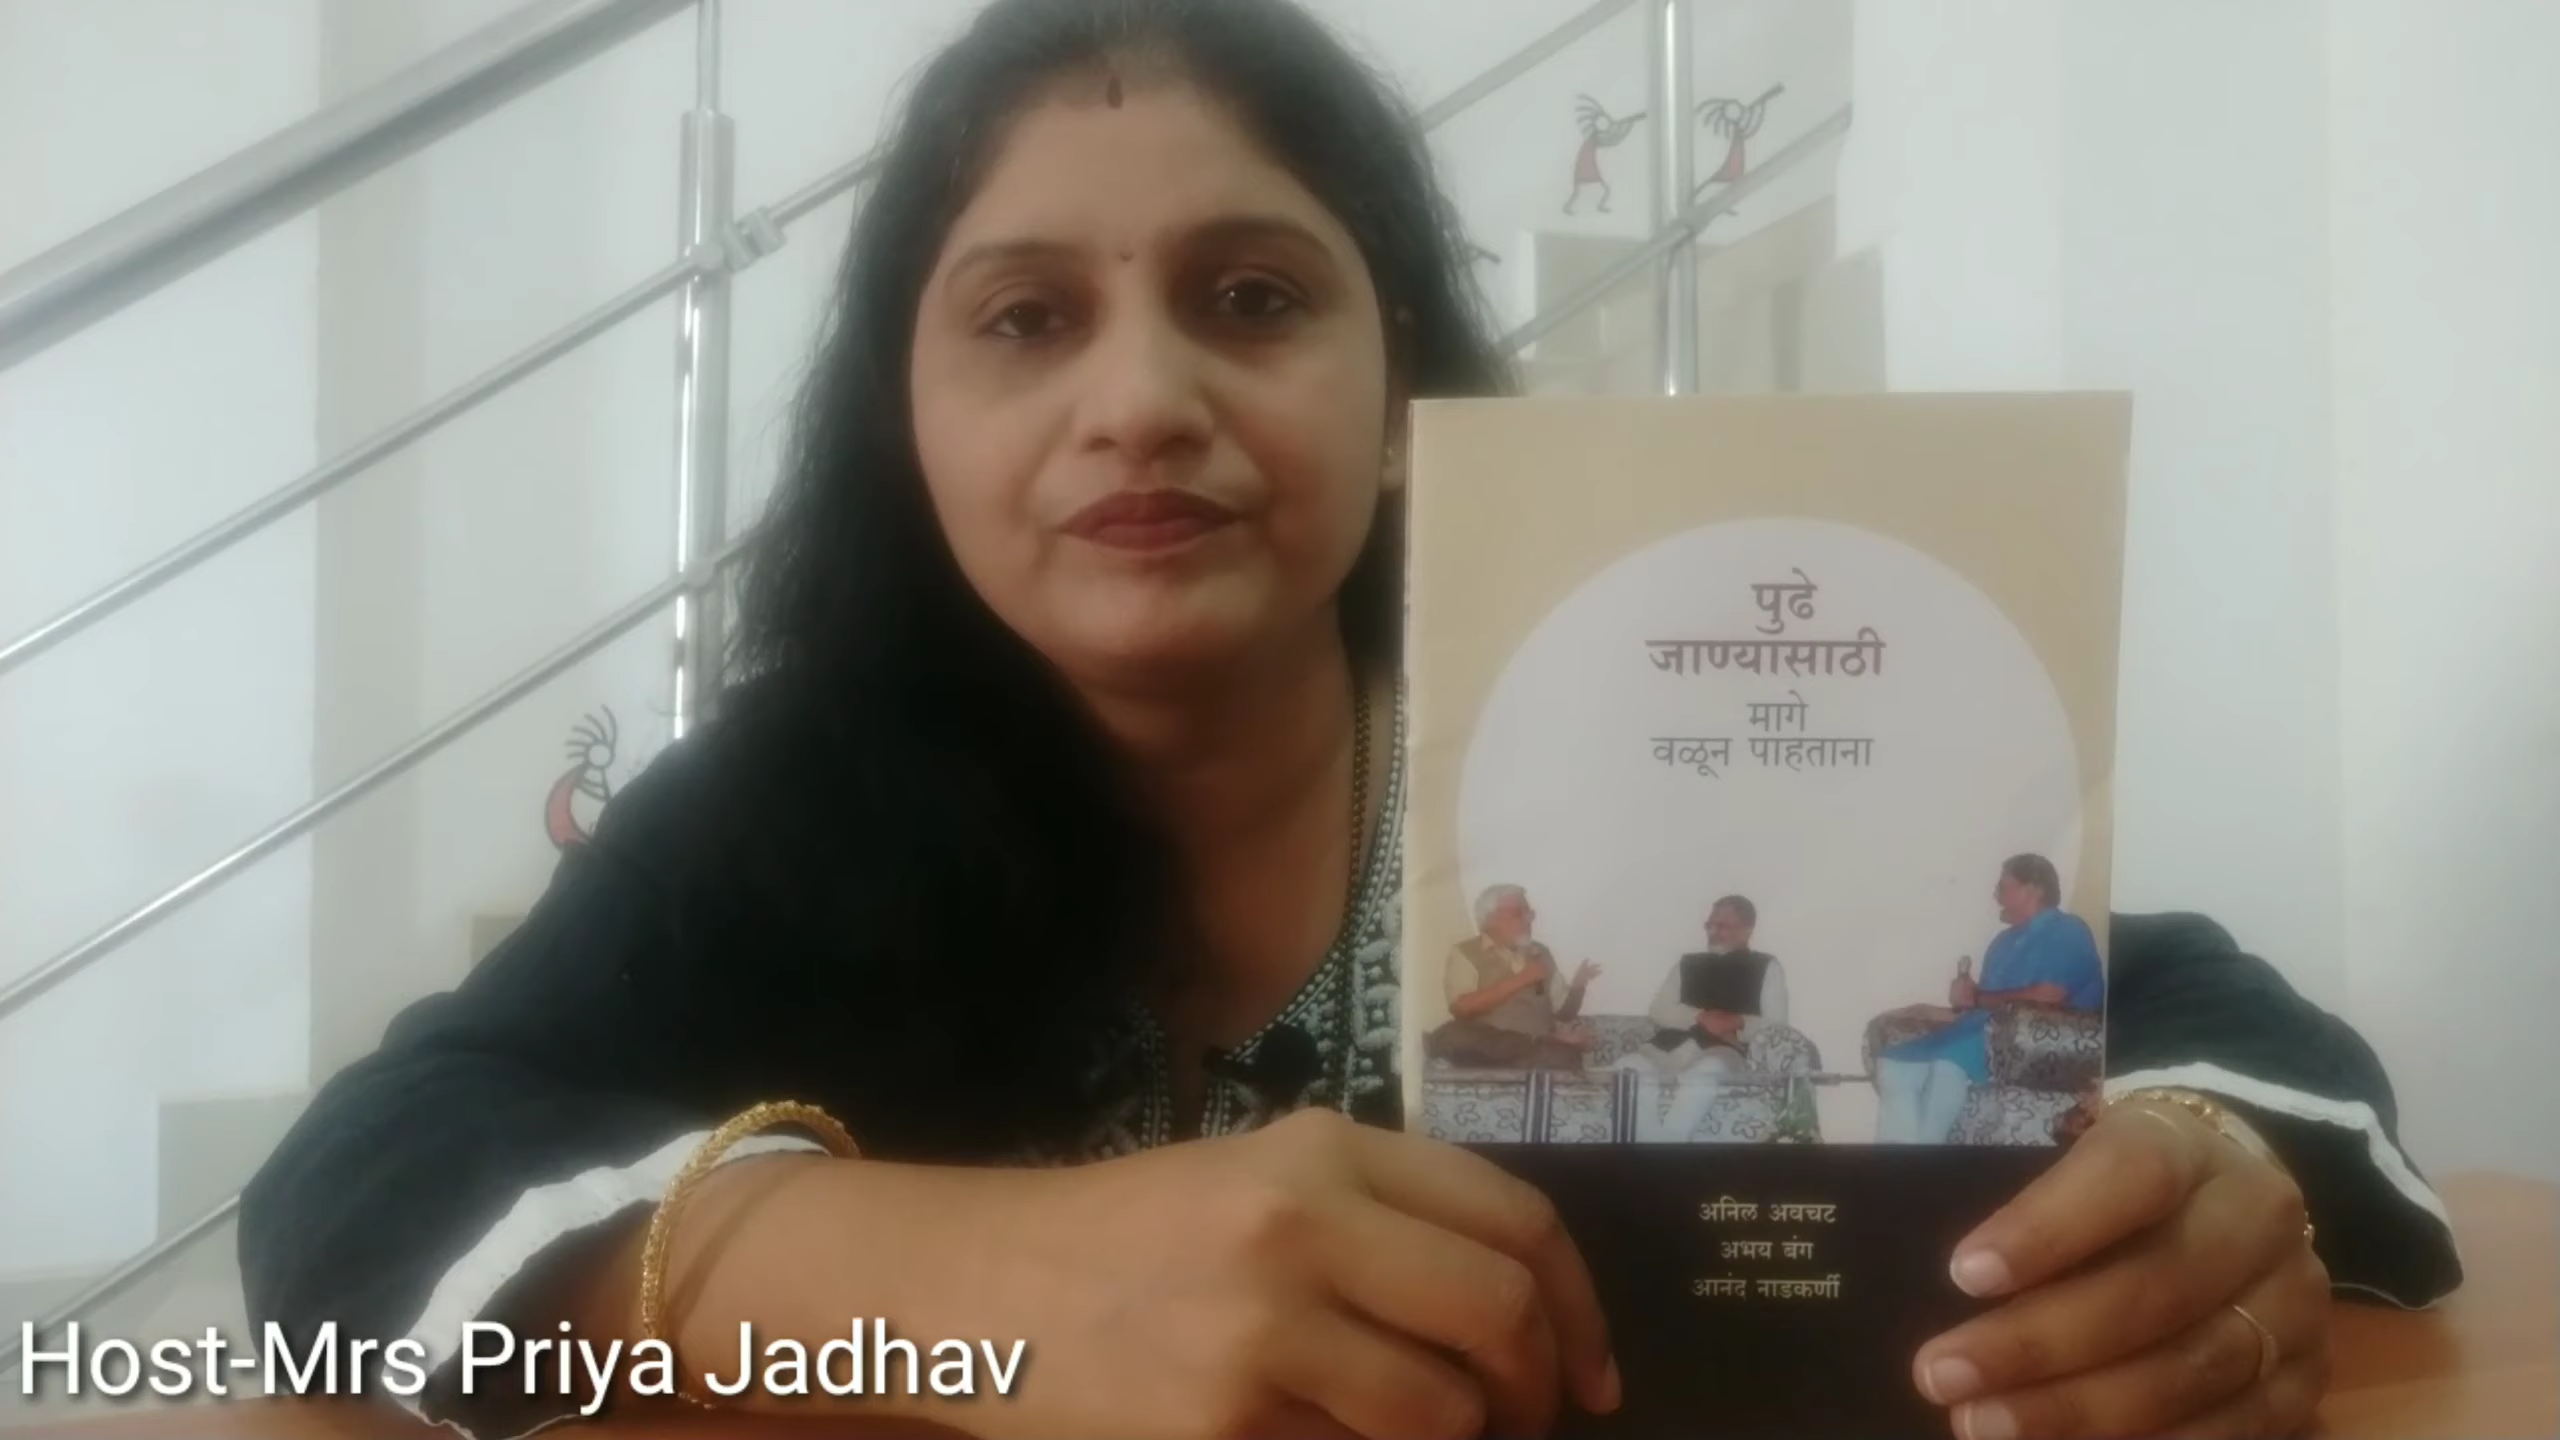 पुढे
जाण्यासाठी
मागे
वळून पाहताना
अनिल अवचट
अभय बंग
आनंद नाडकर्णी
Host-Mrs Priya Jadhav